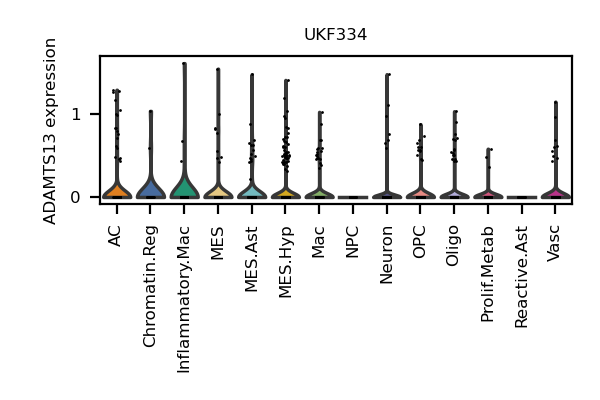 UKF334
ADAMTS13 expression
1
0
AC
Chromatin.Reg
Inflammatory.Mac
MES
MES.Ast
MES.Hyp
Mac
NPC
Neuron
OPC
Oligo
Prolif.Metab
Reactive.Ast
Vasc